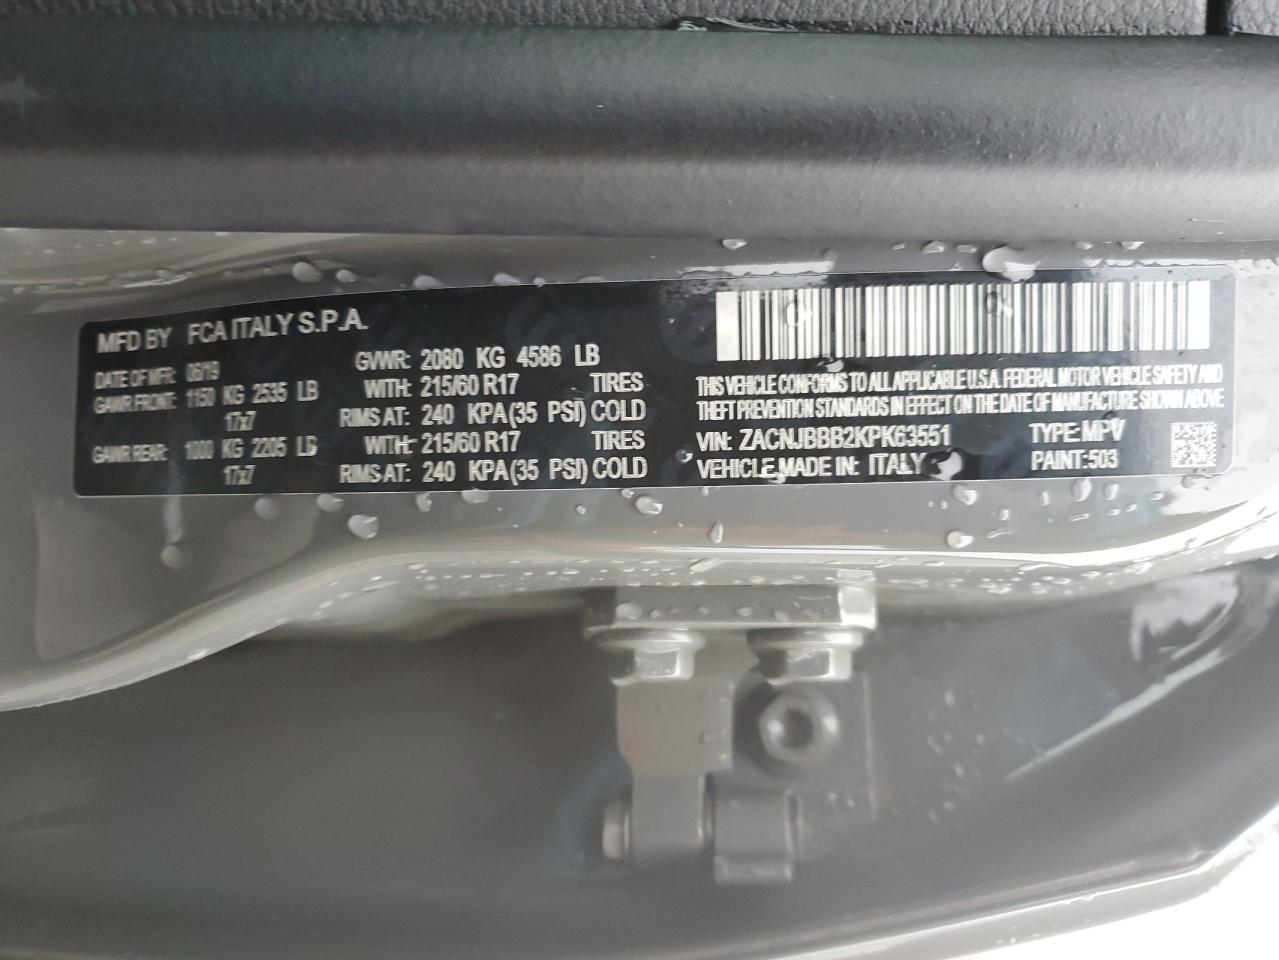 MFD BY FCA ITALY S.P.A.
DATE OF MFR: 06/19 GVWR: 2080 KG 4586 LB
GAWR FRONT: 1150 KG 2535 LB WITH: 215/60 R17 TIRES
17x7 RIMS AT: 240 KPA(35 PSI) COLD
GAWR REAR: 1000 KG 2205 LB WITH: 215/60 R17 TIRES
17x7 RIMS AT: 240 KPA(35 PSI) COLD
THIS VEHICLE CONFORMS TO ALL APPLICABLE U.S.A. FEDERAL MOTOR VEHICLE SAFETY AND
THEFT PREVENTION STANDARDS IN EFFECT ON THE DATE OF MANUFACTURE SHOWN ABOVE
VIN: ZACNJBBB2KPK63551 TYPE: MPV
VEHICLE MADE IN: ITALY PAINT: 503